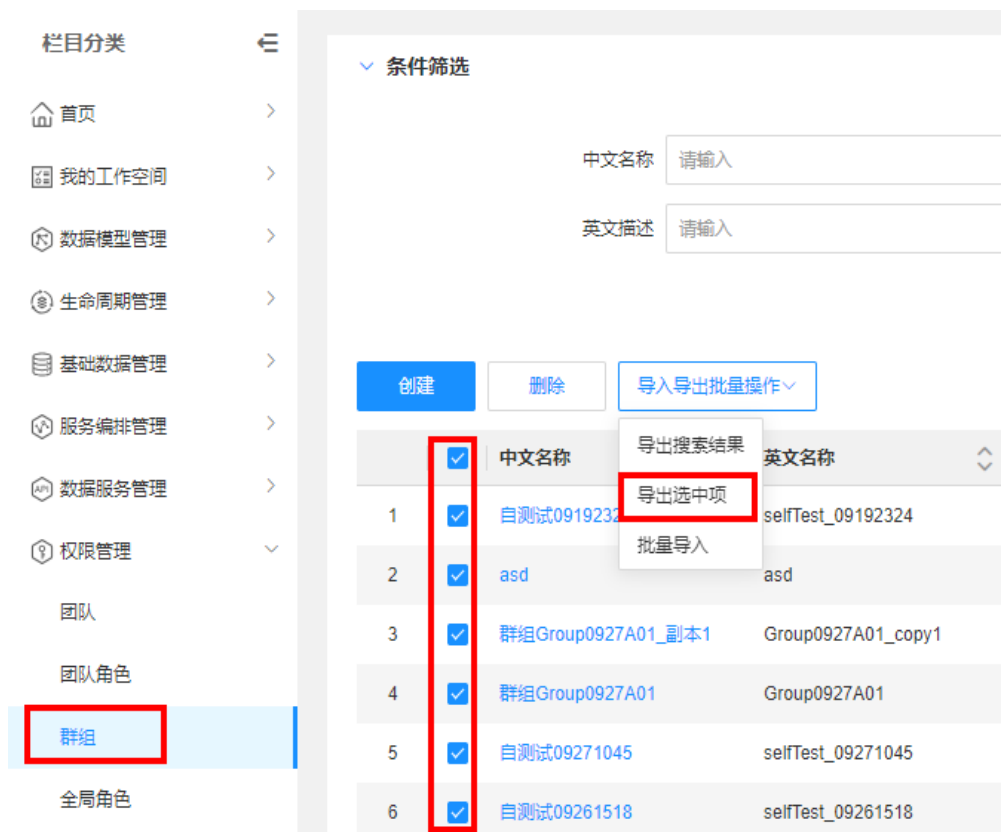 栏目分类
首页
我的工作空间
数据模型管理
生命周期管理
基础数据管理
服务编排管理
数据服务管理
权限管理
团队
团队角色
群组
全局角色
条件筛选
中文名称 请输入
英文描述 请输入
创建 删除 导入导出批量操作
导出搜索结果
导出选中项
批量导入
中文名称 英文名称
1 自测试0919232 selfTest_09192324
2 asd asd
3 群组Group0927A01_副本1 Group0927A01_copy1
4 群组Group0927A01 Group0927A01
5 自测试09271045 selfTest_09271045
6 自测试09261518 selfTest_09261518